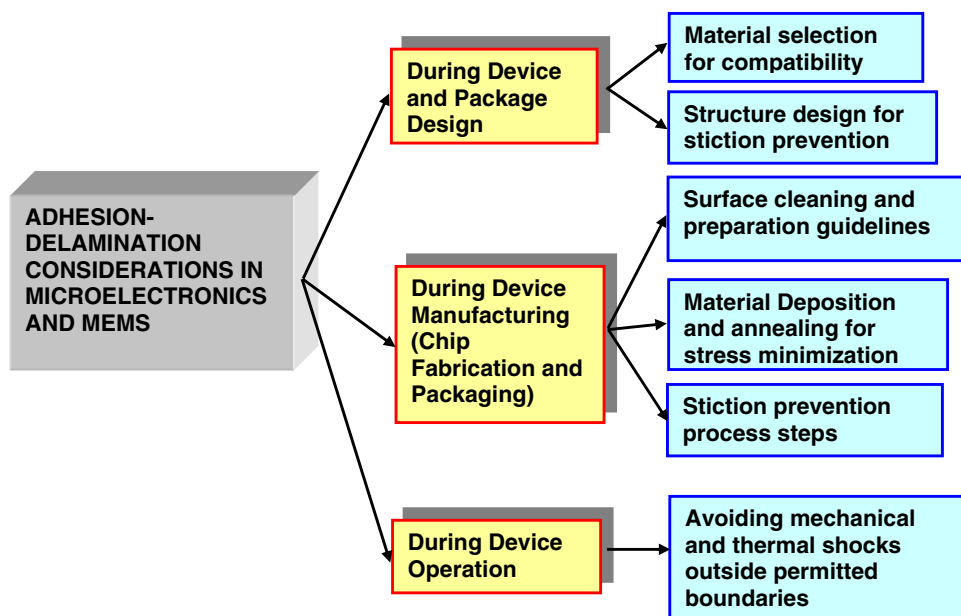 ADHESION-
DELAMINATION
CONSIDERATIONS IN
MICROELECTRONICS
AND MEMS
During Device
and Package
Design
Material selection
for compatibility
Structure design for
stiction prevention
During Device
Manufacturing
(Chip
Fabrication and
Packaging)
Surface cleaning and
preparation guidelines
Material Deposition
and annealing for
stress minimization
Stiction prevention
process steps
During Device
Operation
Avoiding mechanical
and thermal shocks
outside permitted
boundaries